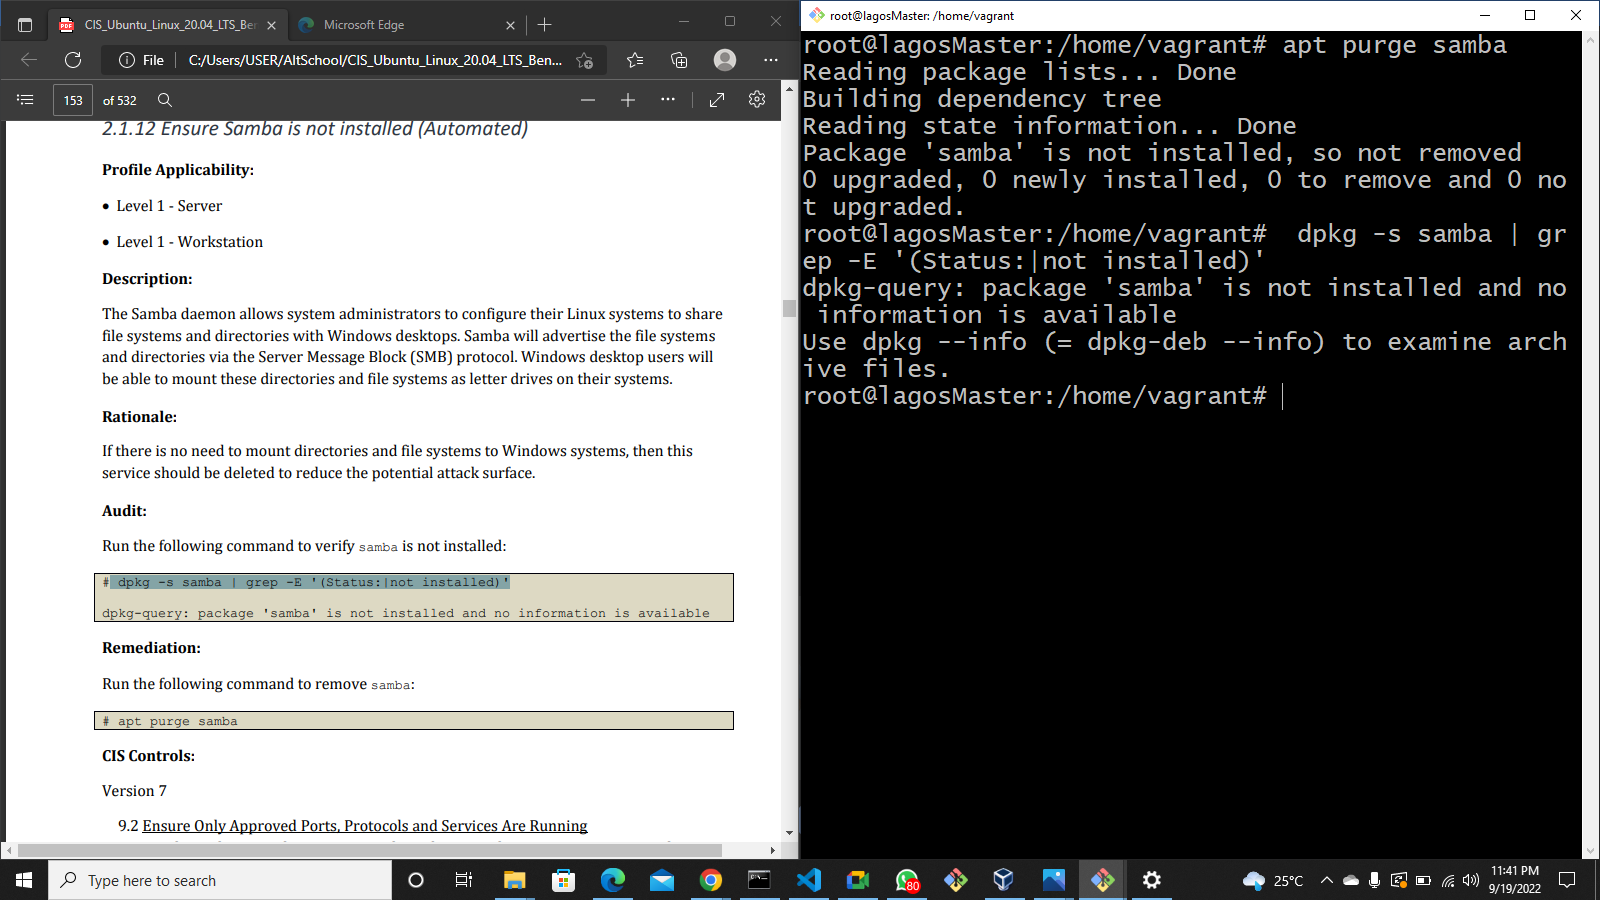 CIS_Ubuntu_Linux_20.04_LTS_Ber
Microsoft Edge
File
C:/Users/USER/AltSchool/CIS_Ubuntu_Linux_20.04_LTS_Ben...
153 of 532
2.1.12 Ensure Samba is not installed (Automated)
Profile Applicability:
• Level 1 - Server
• Level 1 - Workstation
Description:
The Samba daemon allows system administrators to configure their Linux systems to share
file systems and directories with Windows desktops. Samba will advertise the file systems
and directories via the Server Message Block (SMB) protocol. Windows desktop users will
be able to mount these directories and file systems as letter drives on their systems.
Rationale:
If there is no need to mount directories and file systems to Windows systems, then this
service should be deleted to reduce the potential attack surface.
Audit:
Run the following command to verify samba is not installed:
# dpkg -s samba | grep -E '(Status:|not installed)'
dpkg-query: package 'samba' is not installed and no information is available
Remediation:
Run the following command to remove samba:
# apt purge samba
CIS Controls:
Version 7
9.2 Ensure Only Approved Ports, Protocols and Services Are Running
root@lagosMaster: /home/vagrant
root@lagosMaster:/home/vagrant# apt purge samba
Reading package lists... Done
Building dependency tree
Reading state information... Done
Package 'samba' is not installed, so not removed
0 upgraded, 0 newly installed, 0 to remove and 0 no
t upgraded.
root@lagosMaster:/home/vagrant#  dpkg -s samba | gr
ep -E '(Status:|not installed)'
dpkg-query: package 'samba' is not installed and no
 information is available
Use dpkg --info (= dpkg-deb --info) to examine arch
ive files.
root@lagosMaster:/home/vagrant#
Type here to search
80
25°C
11:41 PM
9/19/2022